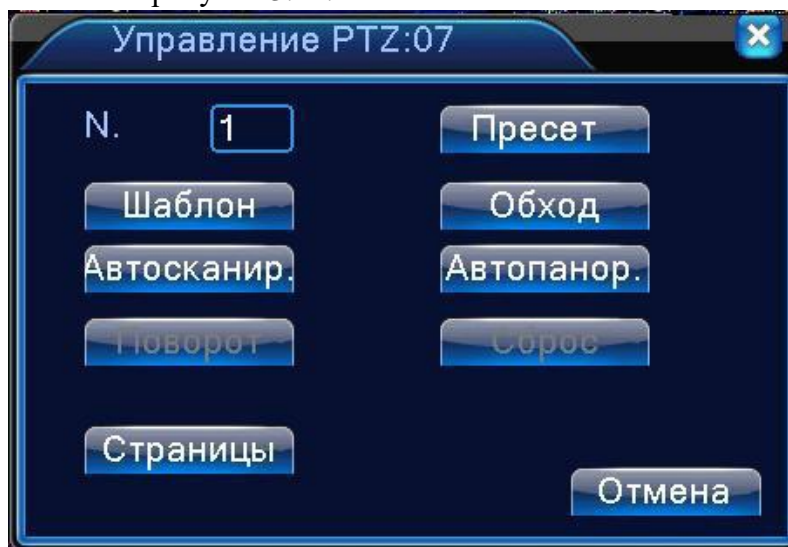 Управление PTZ:07
N. 1 Пресет
Шаблон Обход
Автосканир. Автопанор.
Поворот Сброс
Страницы
Отмена